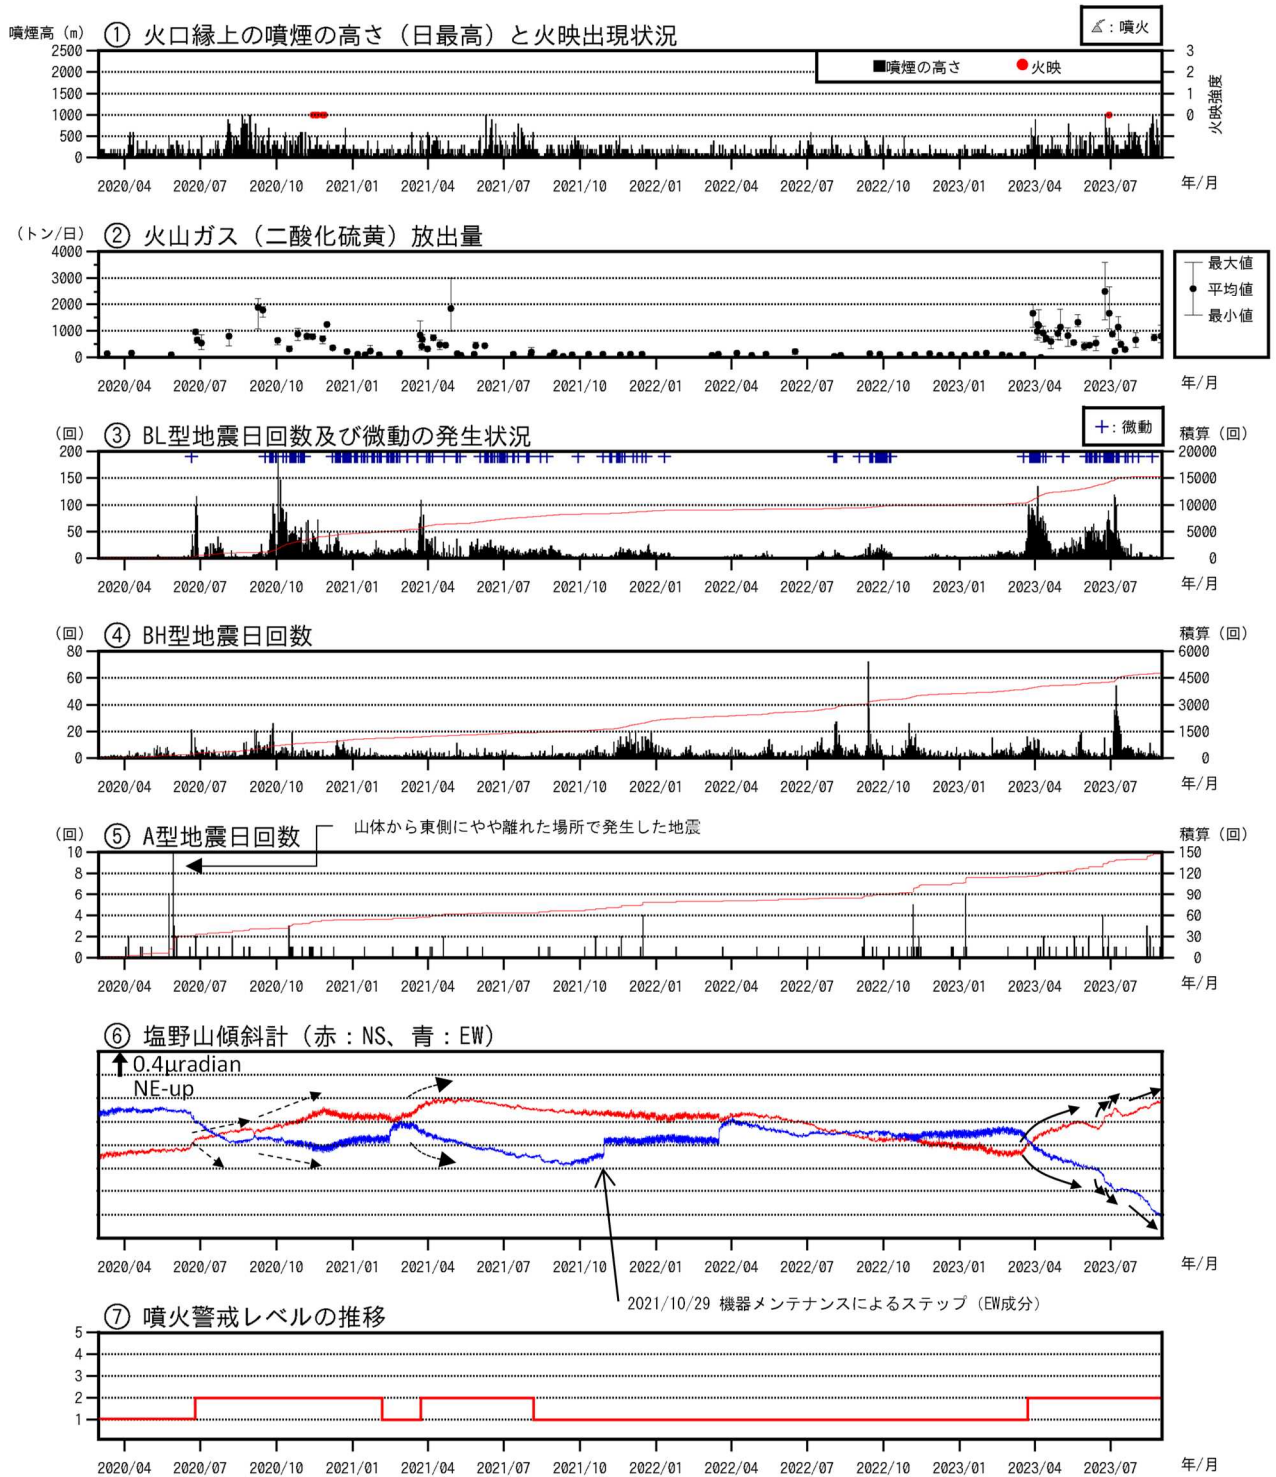 噴煙高（m）
① 火口縁上の噴煙の高さ（日最高）と火映出現状況
：噴火
2500
2000
1500
1000
500
0
■噴煙の高さ ●火映
3
2
1
0
火映強度
2020/04 2020/07 2020/10 2021/01 2021/04 2021/07 2021/10 2022/01 2022/04 2022/07 2022/10 2023/01 2023/04 2023/07 年/月
（トン/日）
② 火山ガス（二酸化硫黄）放出量
4000
3000
2000
1000
0
最大値
平均値
最小値
2020/04 2020/07 2020/10 2021/01 2021/04 2021/07 2021/10 2022/01 2022/04 2022/07 2022/10 2023/01 2023/04 2023/07 年/月
（回）
③ BL型地震日回数及び微動の発生状況
＋：微動
積算（回）
200
150
100
50
0
20000
15000
10000
5000
0
2020/04 2020/07 2020/10 2021/01 2021/04 2021/07 2021/10 2022/01 2022/04 2022/07 2022/10 2023/01 2023/04 2023/07 年/月
（回）
④ BH型地震日回数
積算（回）
80
60
40
20
0
6000
4500
3000
1500
0
2020/04 2020/07 2020/10 2021/01 2021/04 2021/07 2021/10 2022/01 2022/04 2022/07 2022/10 2023/01 2023/04 2023/07 年/月
（回）
⑤ A型地震日回数
山体から東側にやや離れた場所で発生した地震
積算（回）
10
8
6
4
2
0
150
120
90
60
30
0
2020/04 2020/07 2020/10 2021/01 2021/04 2021/07 2021/10 2022/01 2022/04 2022/07 2022/10 2023/01 2023/04 2023/07 年/月
⑥ 塩野山傾斜計（赤：NS、青：EW）
0.4μradian
NE-up
2020/04 2020/07 2020/10 2021/01 2021/04 2021/07 2021/10 2022/01 2022/04 2022/07 2022/10 2023/01 2023/04 2023/07 年/月
2021/10/29 機器メンテナンスによるステップ（EW成分）
⑦ 噴火警戒レベルの推移
5
4
3
2
1
2020/04 2020/07 2020/10 2021/01 2021/04 2021/07 2021/10 2022/01 2022/04 2022/07 2022/10 2023/01 2023/04 2023/07 年/月